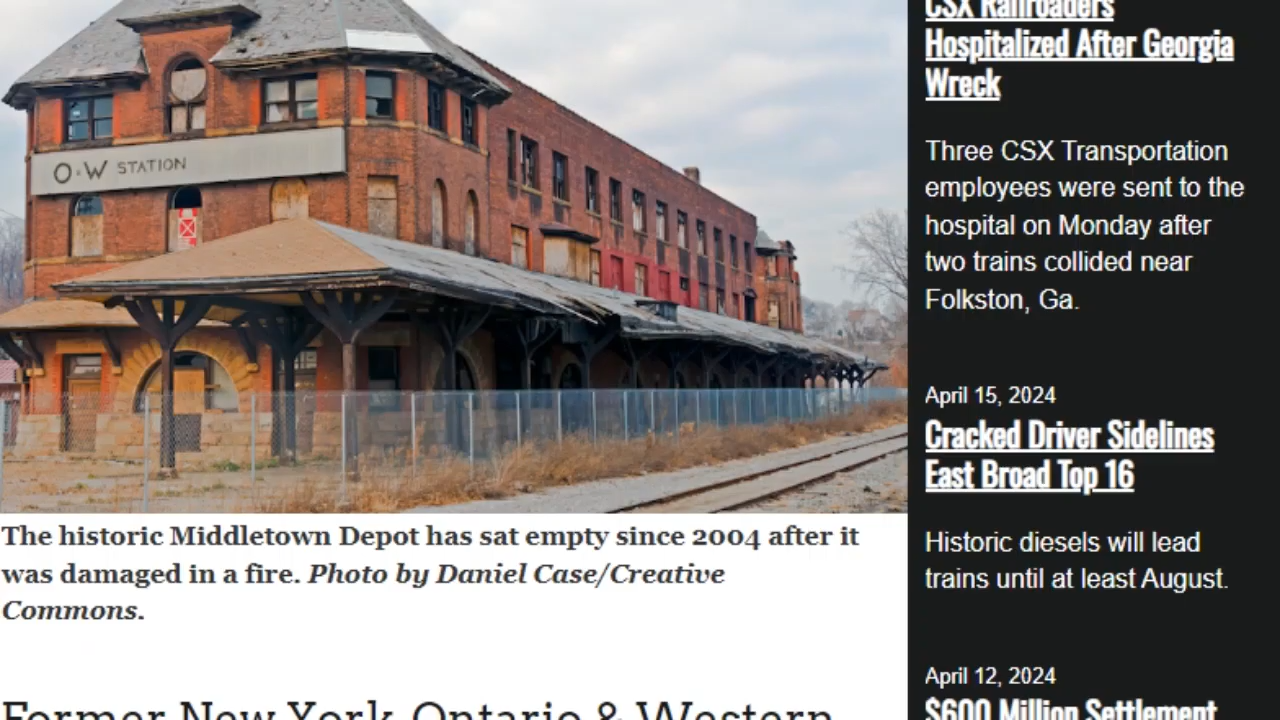 O & W STATION
The historic Middletown Depot has sat empty since 2004 after it
was damaged in a fire. Photo by Daniel Case/Creative
Commons.
Former New York, Ontario & Western
CSX Railroaders
Hospitalized After Georgia
Wreck
Three CSX Transportation
employees were sent to the
hospital on Monday after
two trains collided near
Folkston, Ga.
April 15, 2024
Cracked Driver Sidelines
East Broad Top 16
Historic diesels will lead
trains until at least August.
April 12, 2024
$600 Million Settlement